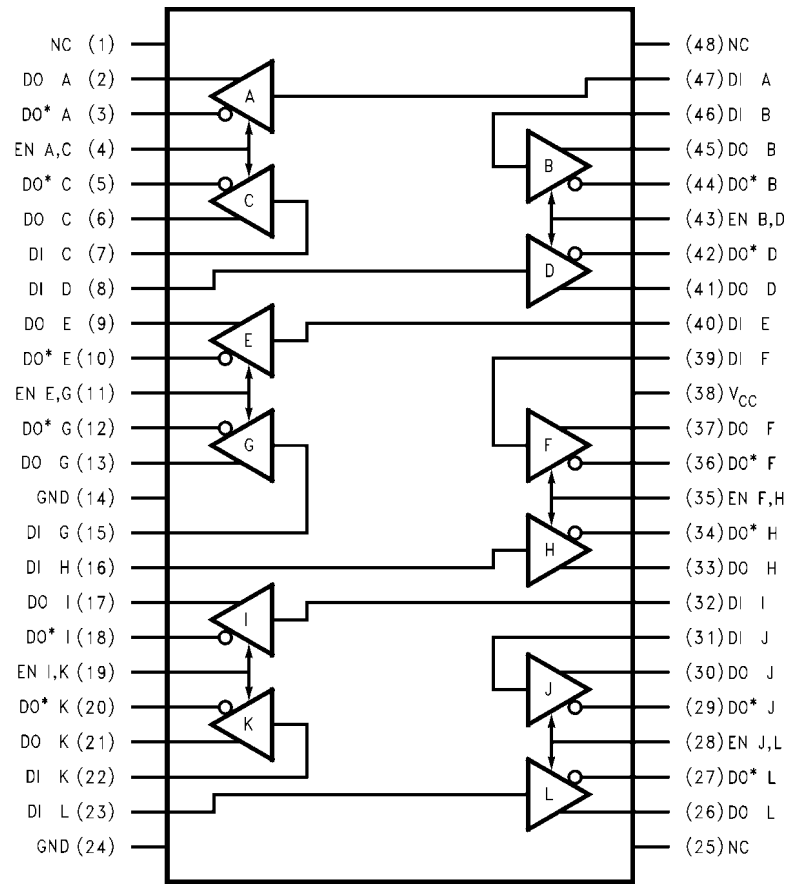 NC (1)
DO A (2)
DO* A (3)
EN A,C (4)
DO* C (5)
DO C (6)
DI C (7)
DI D (8)
DO E (9)
DO* E (10)
EN E,G (11)
DO* G (12)
DO G (13)
GND (14)
DI G (15)
DI H (16)
DO I (17)
DO* I (18)
EN I,K (19)
DO* K (20)
DO K (21)
DI K (22)
DI L (23)
GND (24)
A
C
E
G
I
K
B
D
F
H
J
L
(48) NC
(47) DI A
(46) DI B
(45) DO B
(44) DO* B
(43) EN B,D
(42) DO* D
(41) DO D
(40) DI E
(39) DI F
(38) VCC
(37) DO F
(36) DO* F
(35) EN F,H
(34) DO* H
(33) DO H
(32) DI I
(31) DI J
(30) DO J
(29) DO* J
(28) EN J,L
(27) DO* L
(26) DO L
(25) NC